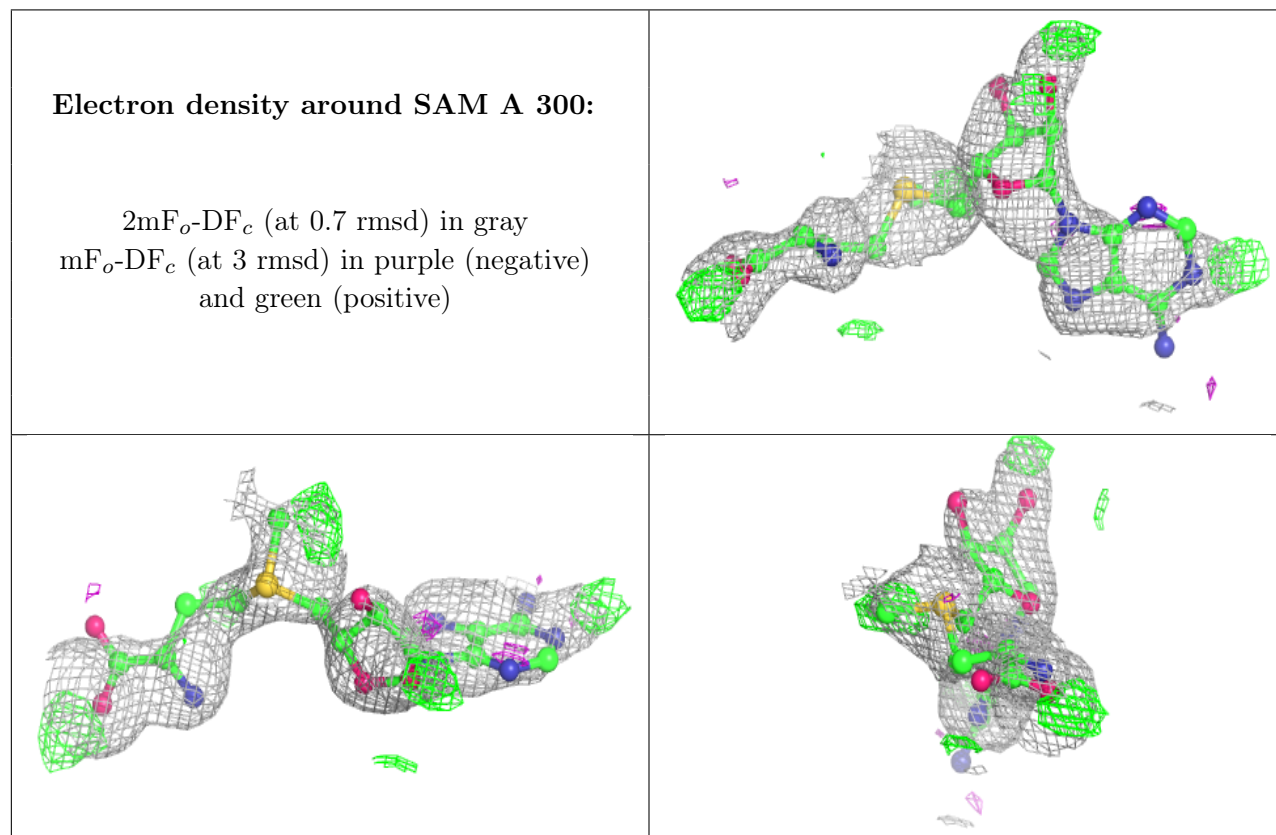 Electron density around SAM A 300:
2mFo-DFc (at 0.7 rmsd) in gray
mFo-DFc (at 3 rmsd) in purple (negative)
and green (positive)